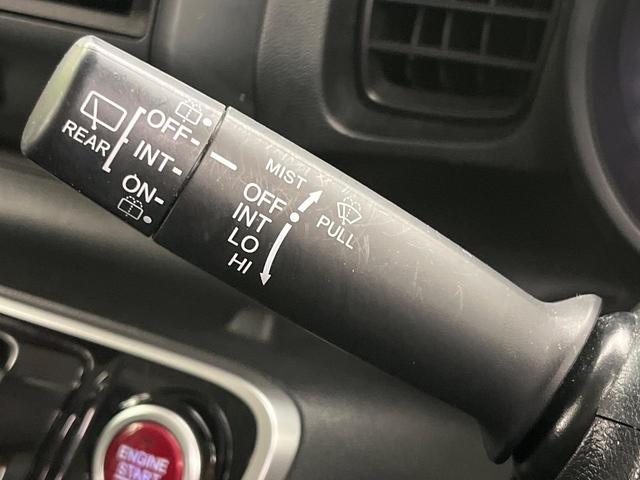 REAR
OFF
INT
ON
MIST
OFF
INT
LO
HI
PULL
ENGINE
START